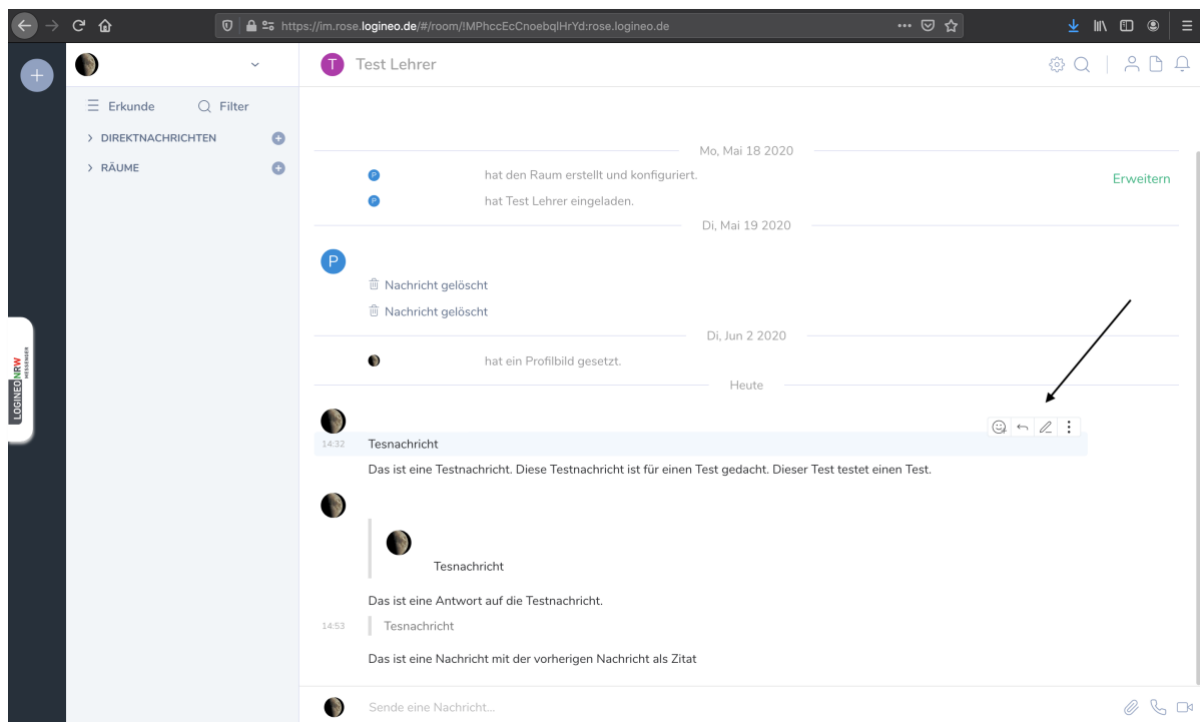 https://im.rose.logineo.de/#/room/!MPhccEcCnoebqlHrYd:rose.logineo.de
Test Lehrer
T
Erkunde
Filter
DIREKTNACHRICHTEN
RÄUME
Mo, Mai 18 2020
P
hat den Raum erstellt und konfiguriert.
Erweitern
P
hat Test Lehrer eingeladen.
Di, Mai 19 2020
P
Nachricht gelöscht
Nachricht gelöscht
Di, Jun 2 2020
hat ein Profilbild gesetzt.
Heute
14:32
Tesnachricht
Das ist eine Testnachricht. Diese Testnachricht ist für einen Test gedacht. Dieser Test testet einen Test.
Tesnachricht
Das ist eine Antwort auf die Testnachricht.
14:53
Tesnachricht
Das ist eine Nachricht mit der vorherigen Nachricht als Zitat
Sende eine Nachricht...
LOGINEO NRW
MESSENGER